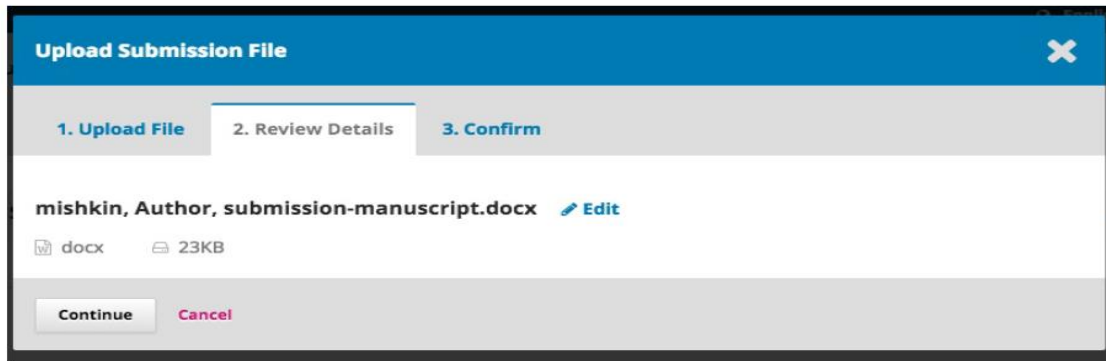 Upload Submission File
1. Upload File 2. Review Details 3. Confirm
mishkin, Author, submission-manuscript.docx Edit
docx 23KB
Continue Cancel